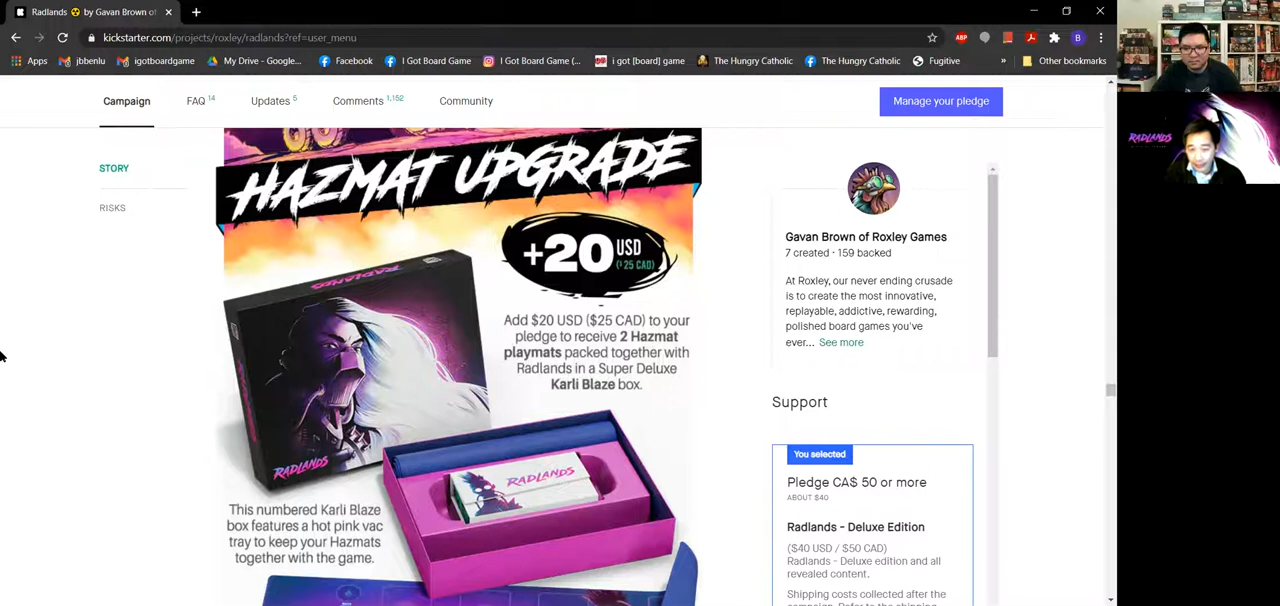 Radlands ☢ by Gavan Brown of
kickstarter.com/projects/roxley/radlands?ref=user_menu
ABP
B
Apps
jbbenlu
igotboardgame
My Drive - Google...
Facebook
I Got Board Game
I Got Board Game (...
i got [board] game
The Hungry Catholic
The Hungry Catholic
Fugitive
»
Other bookmarks
Campaign
FAQ 14
Updates 5
Comments 1,152
Community
Manage your pledge
STORY
RISKS
HAZMAT UPGRADE
+20 USD
($25 CAD)
Add $20 USD ($25 CAD) to your
pledge to receive 2 Hazmat
playmats packed together with
Radlands in a Super Deluxe
Karli Blaze box.
RADLANDS
RADLANDS
RADLANDS
This numbered Karli Blaze
box features a hot pink vac
tray to keep your Hazmats
together with the game.
Gavan Brown of Roxley Games
7 created · 159 backed
At Roxley, our never ending crusade
is to create the most innovative,
replayable, addictive, rewarding,
polished board games you've
ever... See more
Support
You selected
Pledge CA$ 50 or more
ABOUT $40
Radlands - Deluxe Edition
($40 USD / $50 CAD)
Radlands - Deluxe edition and all
revealed content.
Shipping costs collected after the
campaign. Refer to the shipping
RADLANDS